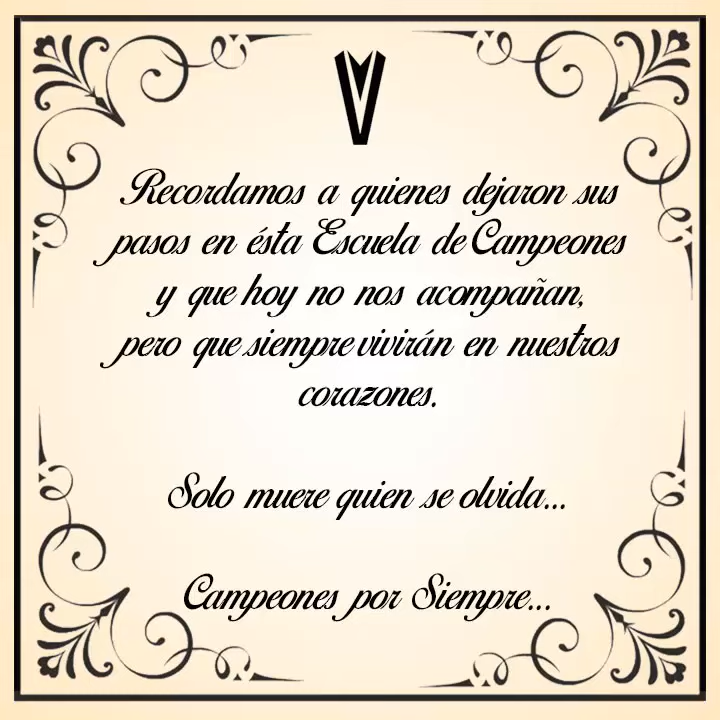 Recordamos a quienes dejaron sus
pasos en ésta Escuela de Campeones
y que hoy no nos acompañan,
pero que siempre vivirán en nuestros
corazones.
Solo muere quien se olvida...
Campeones por Siempre...